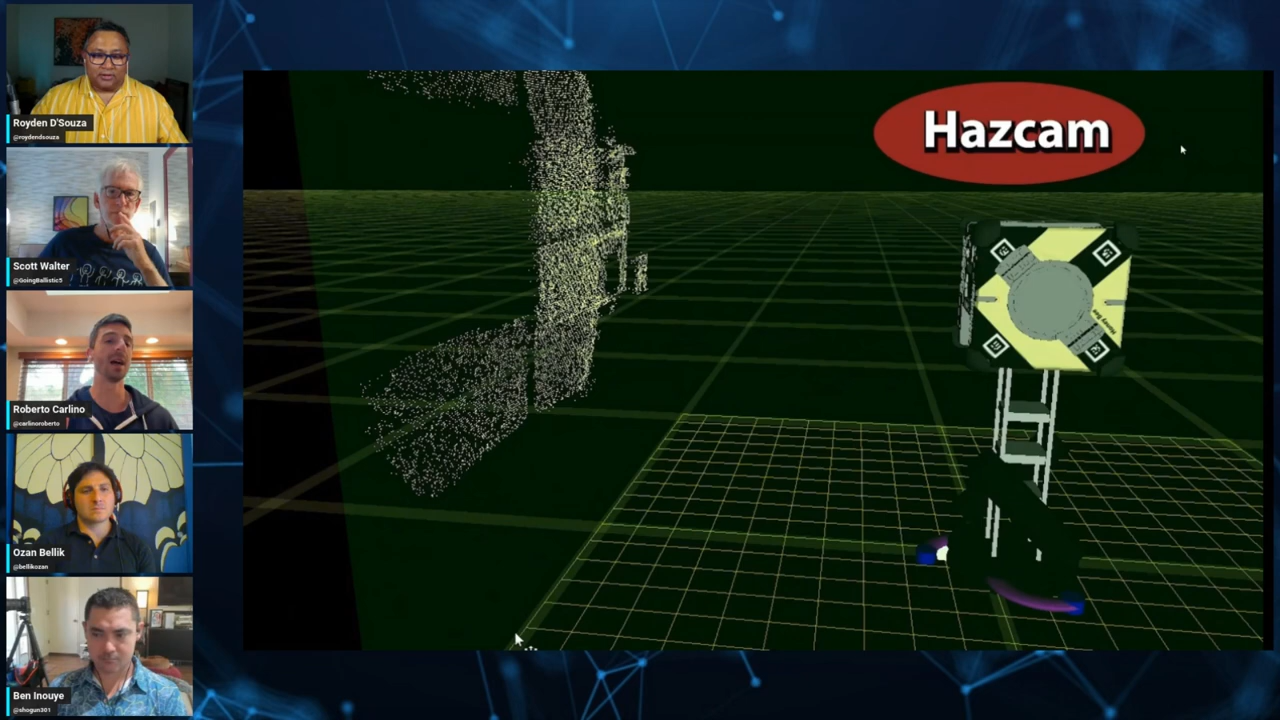 Royden D'Souza
@roydendsouza
Scott Walter
@GoingBallistic5
Roberto Carlino
@carlinoroberto
Ozan Bellik
@bellikozan
Ben Inouye
@shogun301
Hazcam